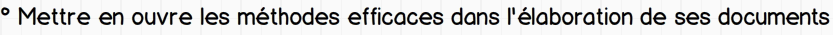 ° Mettre en ouvre les méthodes efficaces dans l'élaboration de ses documents